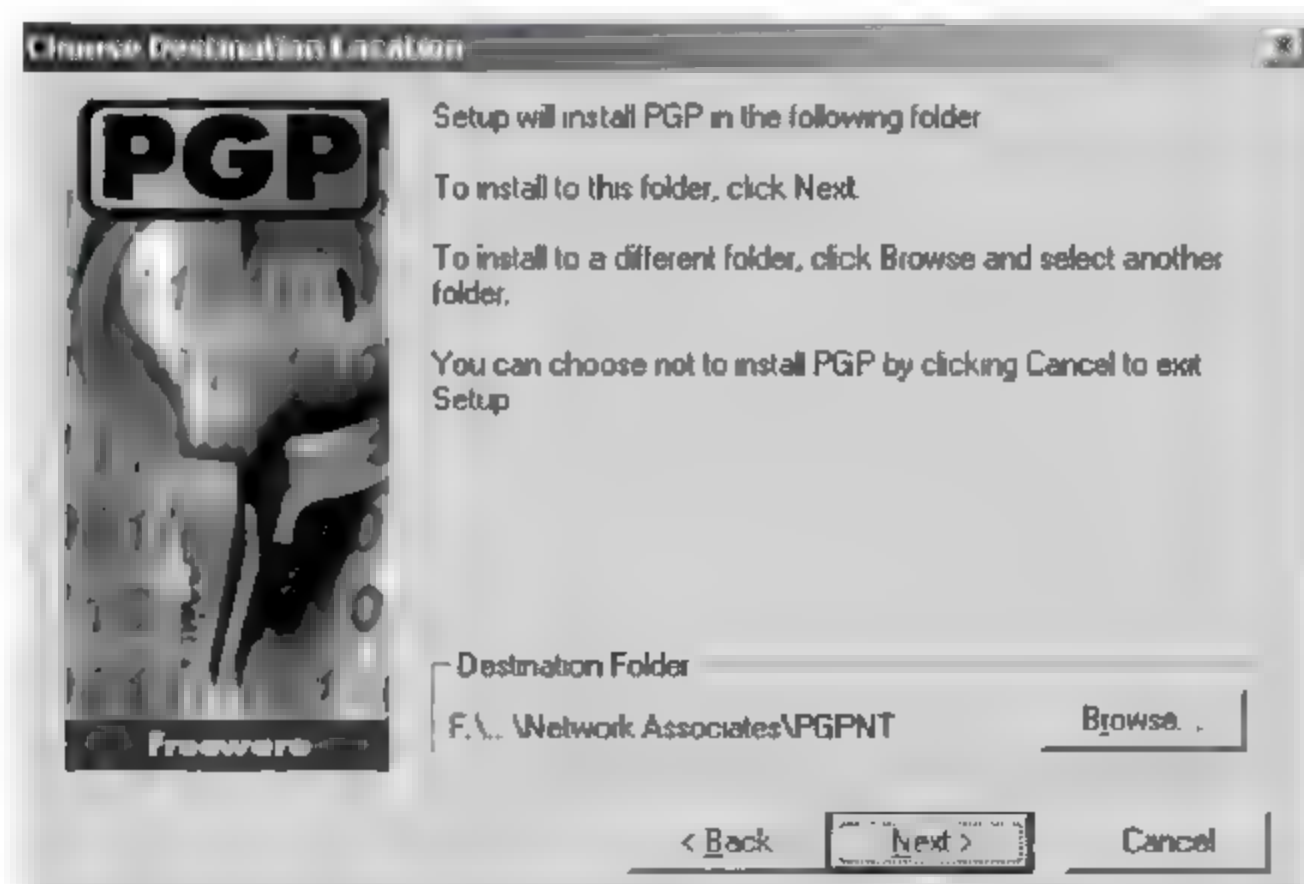 Choose Destination Location
PGP
Setup will install PGP in the following folder
To install to this folder, click Next.
To install to a different folder, click Browse and select another
folder.
You can choose not to install PGP by clicking Cancel to exit
Setup
Freeware
Destination Folder
F:\.. \Network Associates\PGPNT
Browse. .
< Back
Next >
Cancel